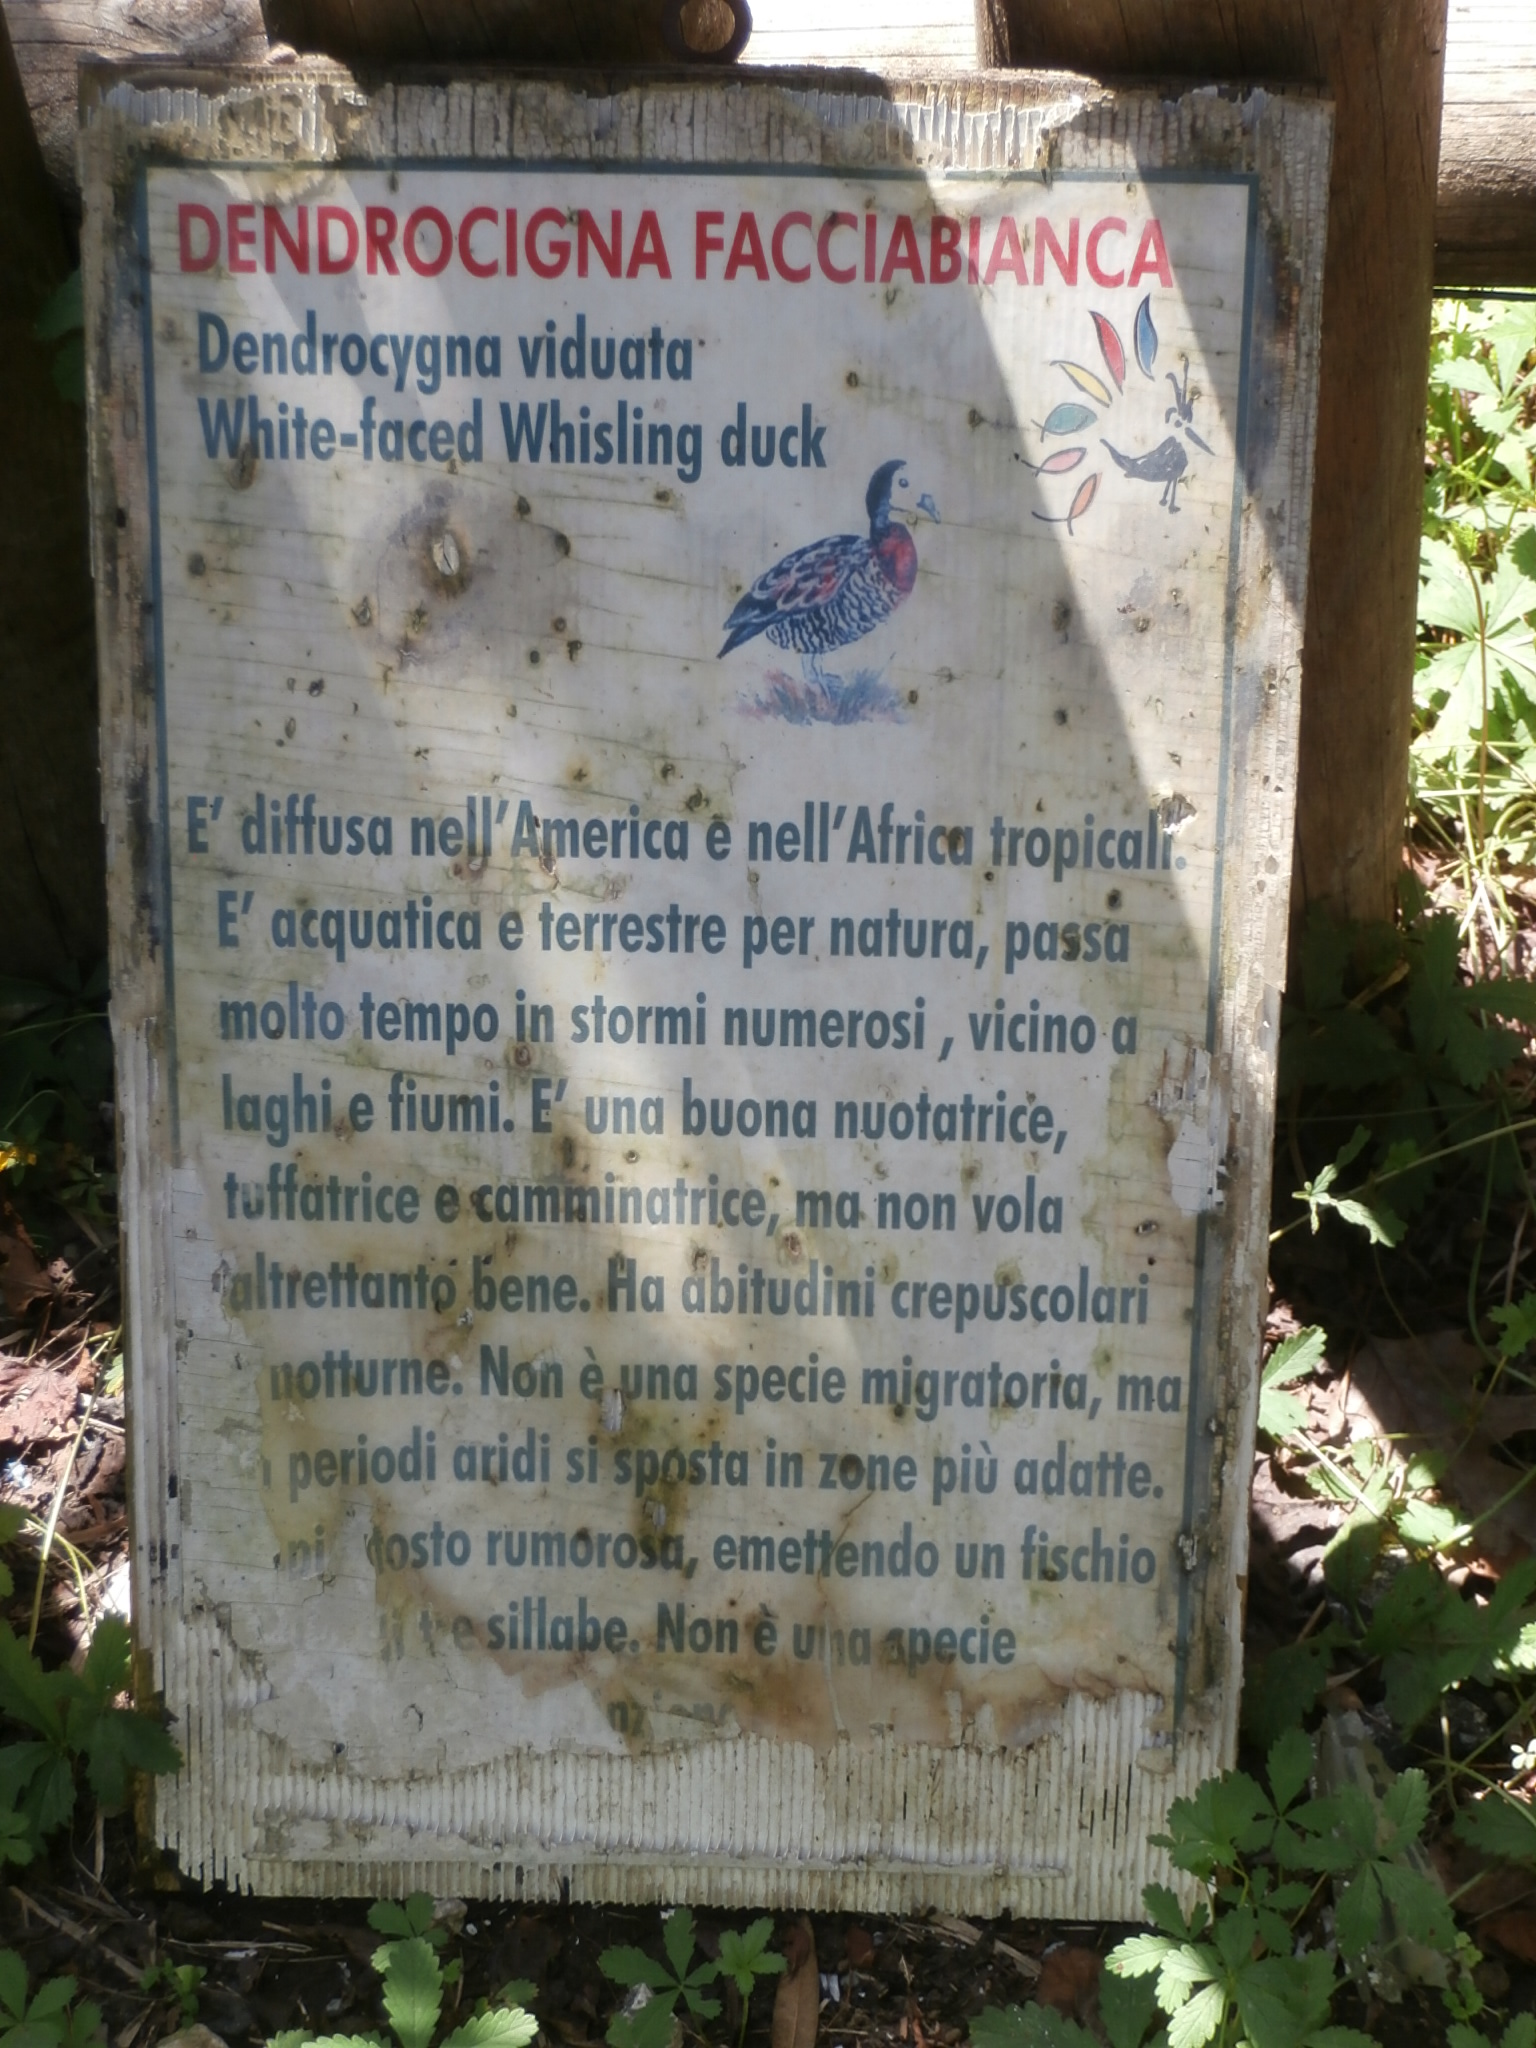 DENDROCIGNA FACCIABIANCA
Dendrocygna viduata
White-faced Whisling duck
E' diffusa nell'America e nell'Africa tropicali.
E' acquatica e terrestre per natura, passa
molto tempo in stormi numerosi , vicino a
laghi e fiumi. E' una buona nuotatrice,
tuffatrice e camminatrice, ma non vola
altrettanto bene. Ha abitudini crepuscolari
notturne. Non è una specie migratoria, ma
periodi aridi si sposta in zone più adatte.
rumorosa, emettendo un fischio
tre sillabe. Non è una specie